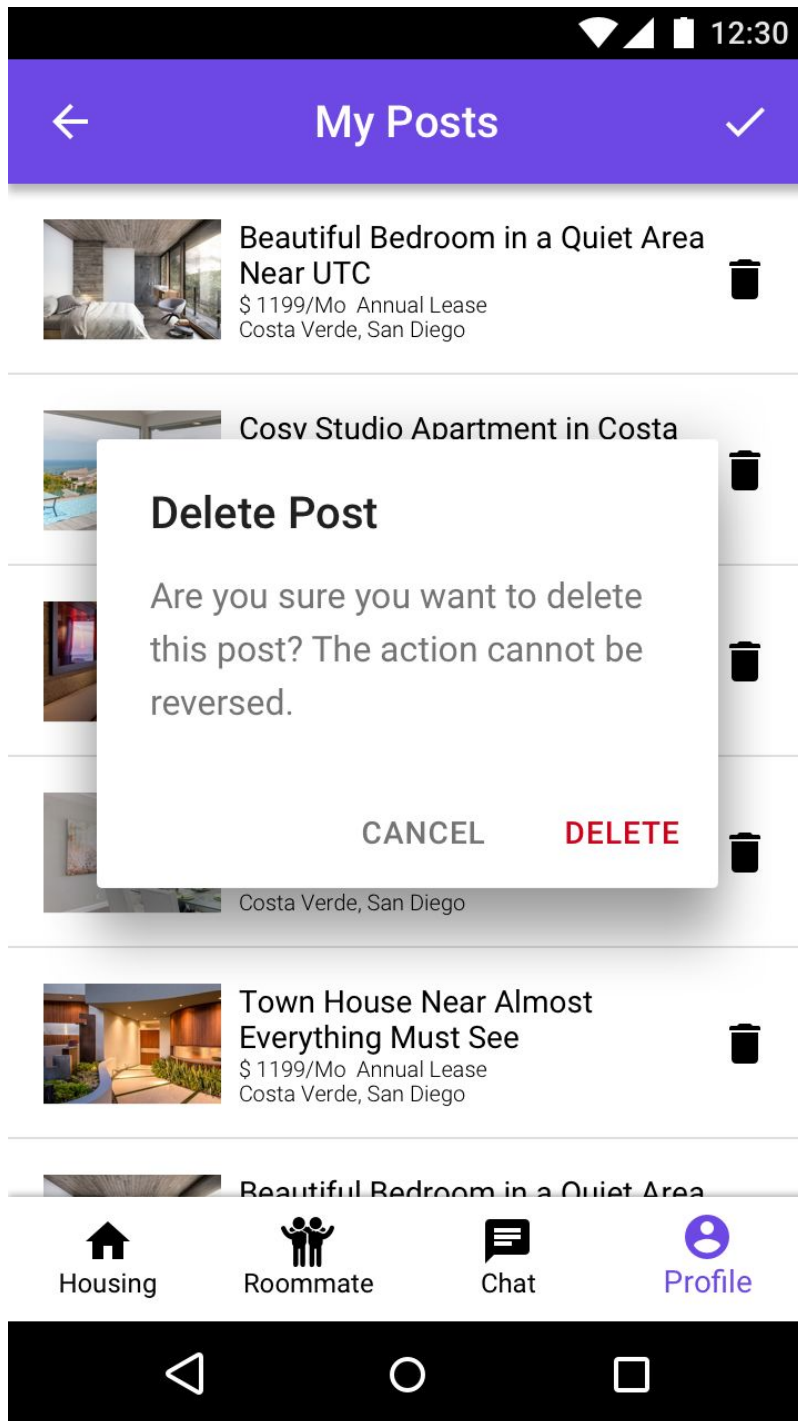 12:30
My Posts
Beautiful Bedroom in a Quiet Area
Near UTC
$ 1199/Mo Annual Lease
Costa Verde, San Diego
Cosy Studio Apartment in Costa
Delete Post
Are you sure you want to delete
this post? The action cannot be
reversed.
CANCEL DELETE
Costa Verde, San Diego
Town House Near Almost
Everything Must See
$ 1199/Mo Annual Lease
Costa Verde, San Diego
Beautiful Bedroom in a Quiet Area
Housing Roommate Chat Profile